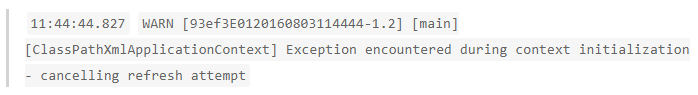 11:44:44.827 WARN [93ef3E0120160803114444-1.2] [main]
[ClassPathXmlApplicationContext] Exception encountered during context initialization
- cancelling refresh attempt